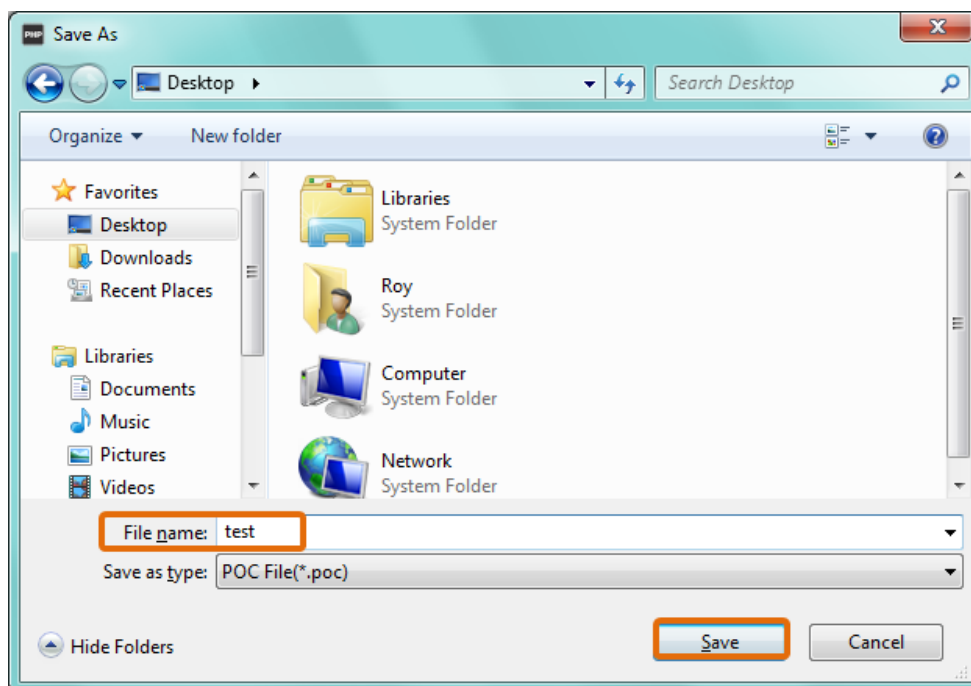 PHP Save As
Desktop
Search Desktop
Organize New folder
Favorites
Desktop
Downloads
Recent Places
Libraries
Documents
Music
Pictures
Videos
Libraries
System Folder
Roy
System Folder
Computer
System Folder
Network
System Folder
File name: test
Save as type: POC File(*.poc)
Hide Folders
Save Cancel